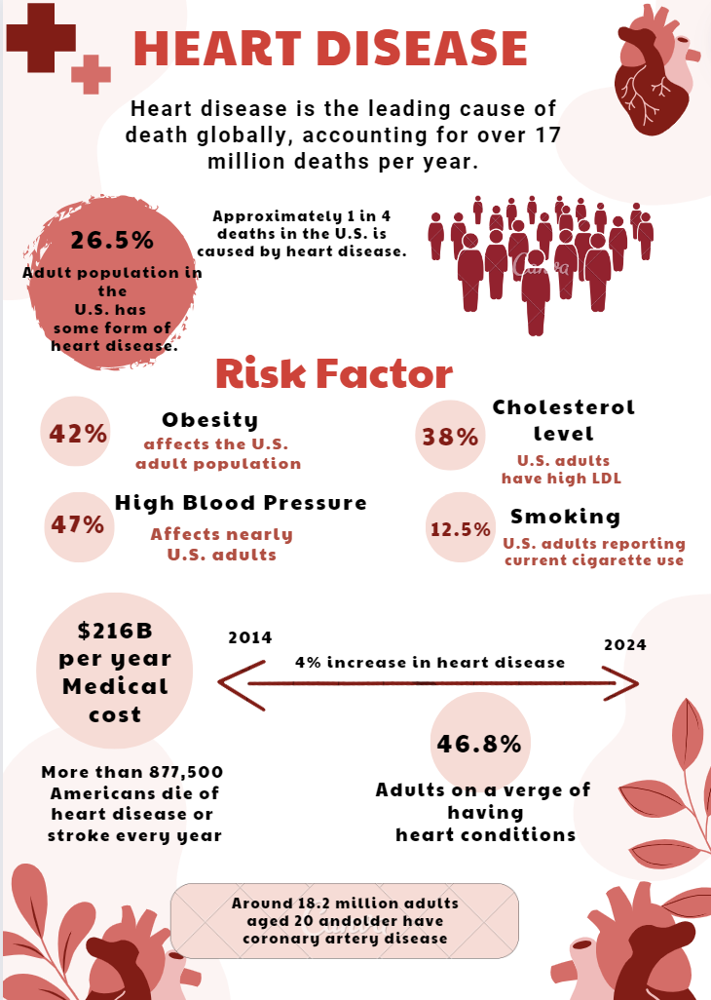 HEART DISEASE
Heart disease is the leading cause of
death globally, accounting for over 17
million deaths per year.
26.5%
Adult population in
the
U.S. has
some form of
heart disease.
Approximately 1 in 4
deaths in the U.S. is
caused by heart disease.
Canva
Risk Factor
42%
Obesity
affects the U.S.
adult population
38%
Cholesterol
level
U.S. adults
have high LDL
47%
High Blood Pressure
Affects nearly
U.S. adults
12.5%
Smoking
U.S. adults reporting
current cigarette use
$216B
per year
Medical
cost
2014
4% increase in heart disease
2024
46.8%
Adults on a verge of
having
heart conditions
More than 877,500
Americans die of
heart disease or
stroke every year
Around 18.2 million adults
aged 20 andolder have
coronary artery disease
Canva